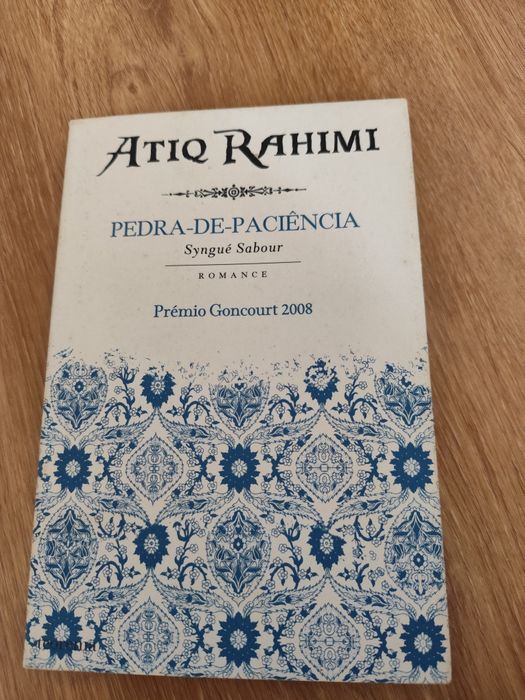 ATIQ RAHIMI
PEDRA-DE-PACIÊNCIA
Syngué Sabour
ROMANCE
Prémio Goncourt 2008